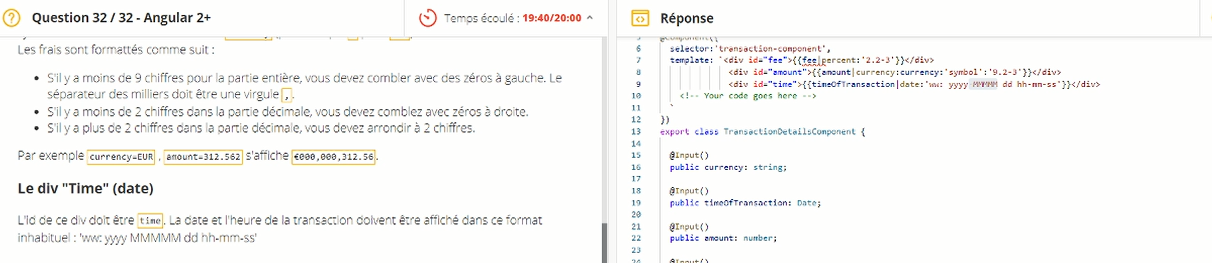 Question 32 / 32 - Angular 2+
Temps écoulé : 19:40/20:00
Les frais sont formattés comme suit :
S'il y a moins de 9 chiffres pour la partie entière, vous devez combler avec des zéros à gauche. Le
séparateur des milliers doit être une virgule , .
S'il y a moins de 2 chiffres dans la partie décimale, vous devez comblez avec des zéros à droite.
S'il y a plus de 2 chiffres dans la partie décimale, vous devez arrondir à 2 chiffres.
Par exemple currency=EUR , amount=312.562 s'affiche €000,000,312.56.
Le div "Time" (date)
L'id de ce div doit être time. La date et l'heure de la transaction doivent être affiché dans ce format
inhabituel : 'ww: yyyy MMMMM dd hh-mm-ss'
Réponse
5 @Component({
6 selector:'transaction-component',
7 template: `<div id="fee">{{fee|percent:'2.2-3'}}</div>
8 <div id="amount">{{amount|currency:currency:'symbol':'9.2-3'}}</div>
9 <div id="time">{{timeOfTransaction|date:'ww: yyyy MMMMM dd hh-mm-ss'}}</div>
10 <!-- Your code goes here -->
11 `
12 })
13 export class TransactionDetailsComponent {
14
15 @Input()
16 public currency: string;
17
18 @Input()
19 public timeOfTransaction: Date;
20
21 @Input()
22 public amount: number;
23
24 @Input()